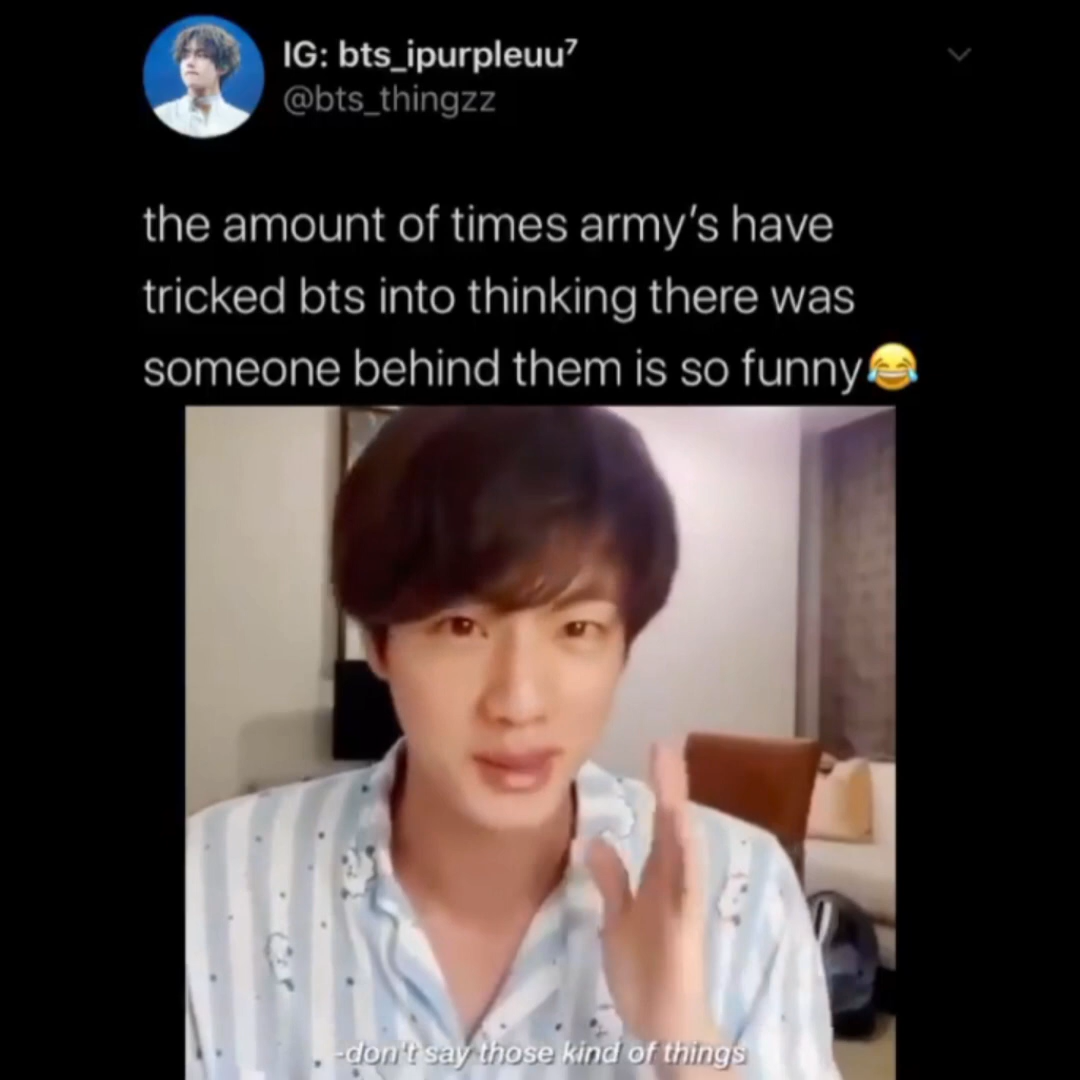 IG: bts_ipurpleuu⁷
@bts_thingzz
the amount of times army's have
tricked bts into thinking there was
someone behind them is so funny😂
-don't say those kind of things